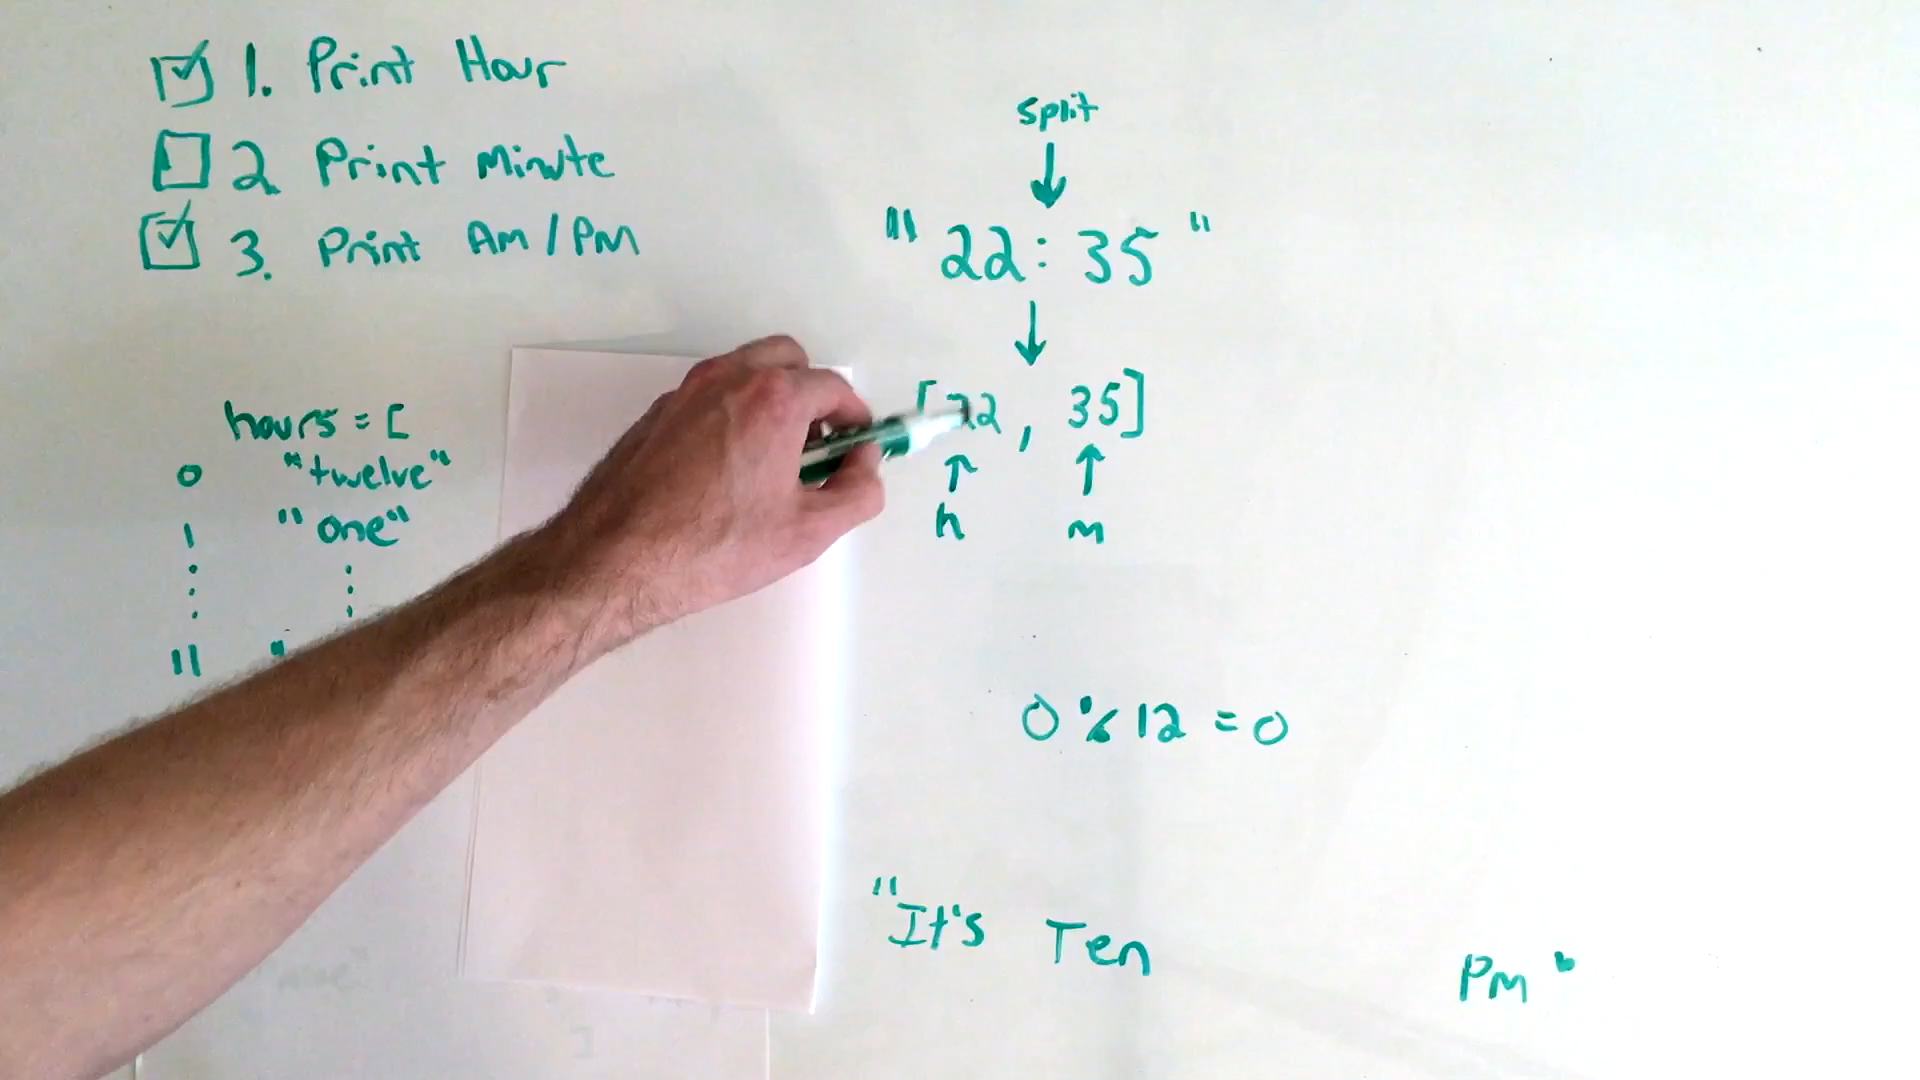 1. Print Hour
2 Print Minute
3. Print AM/PM
hours = [
0 "twelve"
1 "one"
11 "
split
"22:35"
[22, 35]
h m
0 % 12 = 0
"It's Ten PM"